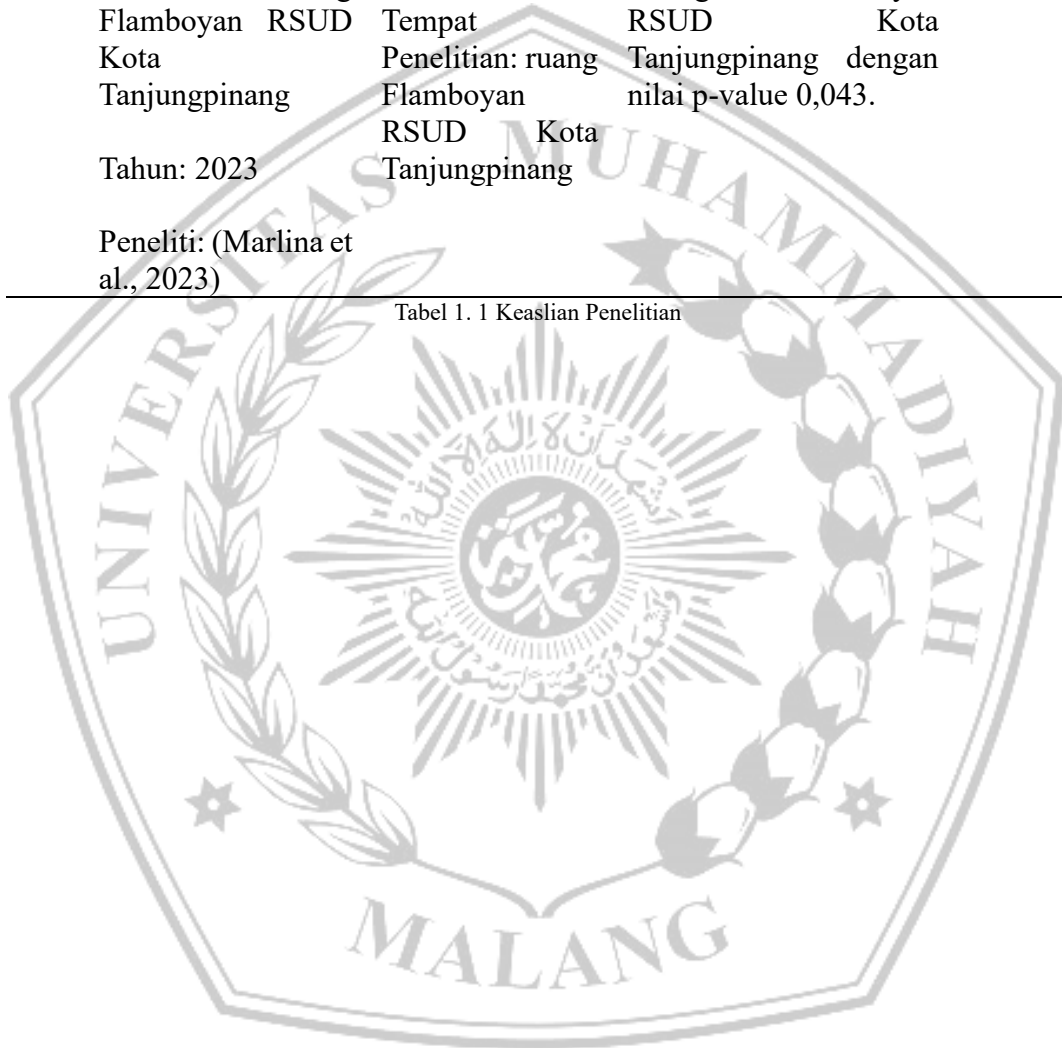 Flamboyan RSUD
Kota
Tanjungpinang
Tahun: 2023
Peneliti: (Marlina et
al., 2023)
Tempat
Penelitian: ruang
Flamboyan
RSUD Kota
Tanjungpinang
RSUD Kota
Tanjungpinang dengan
nilai p-value 0,043.
Tabel 1. 1 Keaslian Penelitian
UNIVERSITAS MUHAMMADIYAH
MALANG